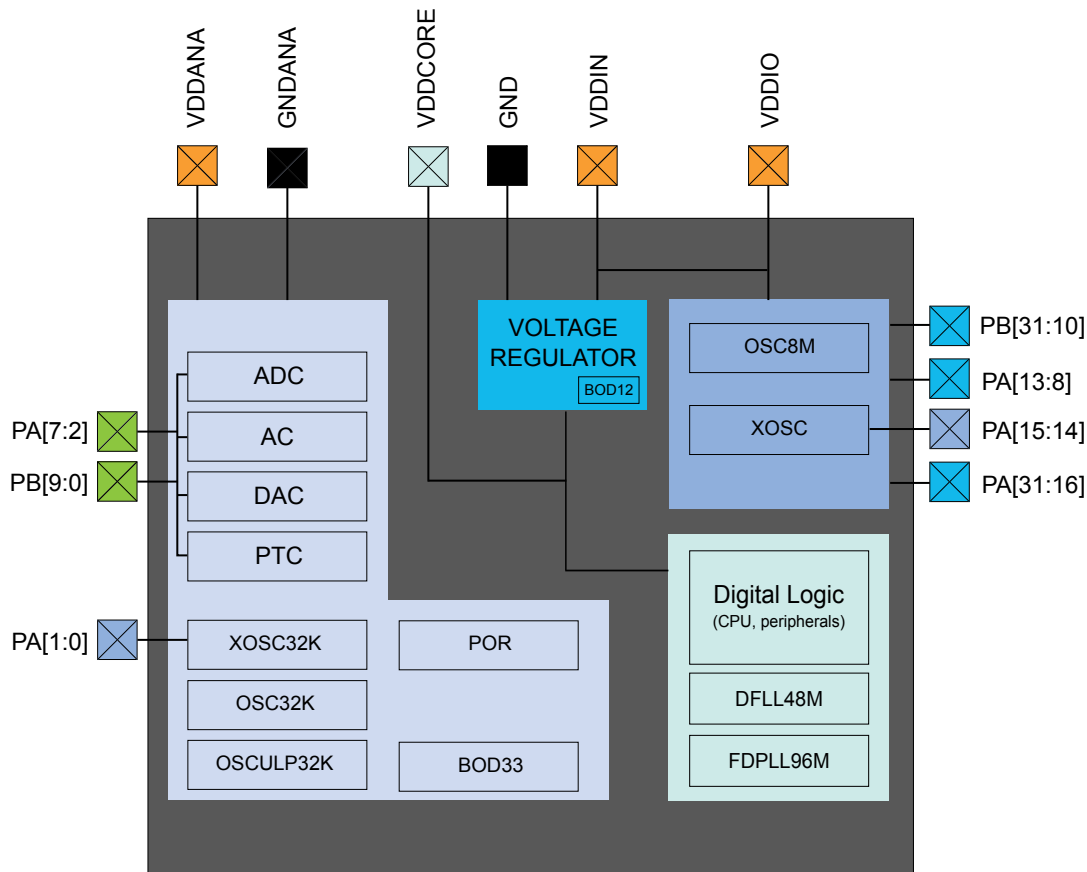 VDDANA
GNDANA
VDDCORE
GND
VDDIN
VDDIO
VOLTAGE
REGULATOR
BOD12
OSC8M
XOSC
PB[31:10]
PA[13:8]
PA[15:14]
PA[31:16]
ADC
AC
DAC
PTC
PA[7:2]
PB[9:0]
PA[1:0]
XOSC32K
OSC32K
OSCULP32K
POR
BOD33
Digital Logic
(CPU, peripherals)
DFLL48M
FDPLL96M